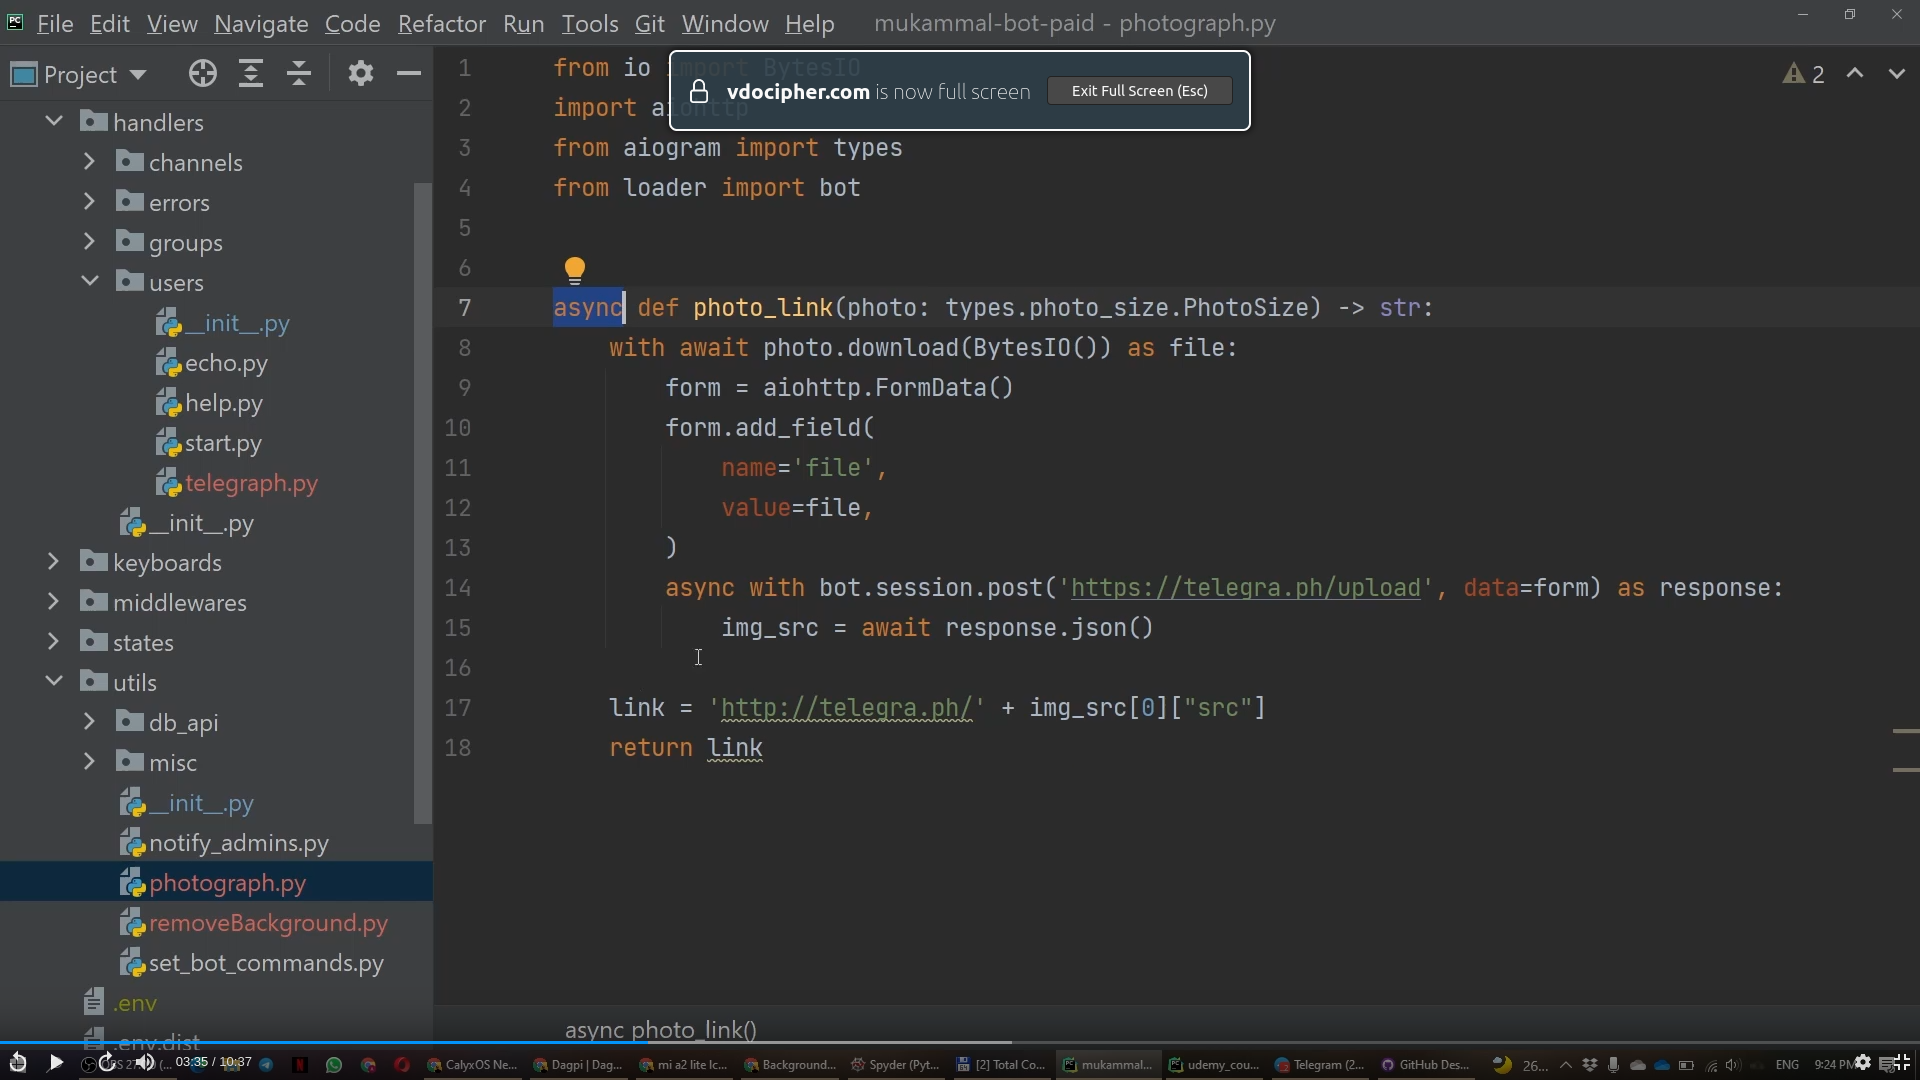 File Edit View Navigate Code Refactor Run Tools Git Window Help mukammal-bot-paid - photograph.py
Project
vdocipher.com is now full screen Exit Full Screen (Esc)
2
handlers
channels
errors
groups
users
__init__.py
echo.py
help.py
start.py
telegraph.py
__init__.py
keyboards
middlewares
states
utils
db_api
misc
__init__.py
notify_admins.py
photograph.py
removeBackground.py
set_bot_commands.py
.env
.env.dist
1 from io import BytesIO
2 import aiohttp
3 from aiogram import types
4 from loader import bot
5
6
7 async def photo_link(photo: types.photo_size.PhotoSize) -> str:
8 with await photo.download(BytesIO()) as file:
9 form = aiohttp.FormData()
10 form.add_field(
11 name='file',
12 value=file,
13 )
14 async with bot.session.post('https://telegra.ph/upload', data=form) as response:
15 img_src = await response.json()
16
17 link = 'http://telegra.ph/' + img_src[0]["src"]
18 return link
async photo_link()
03:35 / 10:37 CalyxOS Ne... Dagpi | Dag... mi a2 lite lc... Background... Spyder (Pyt... [2] Total Co... mukammal... udemy_cou... Telegram (2... GitHub Des... 26... ENG 9:24 PM